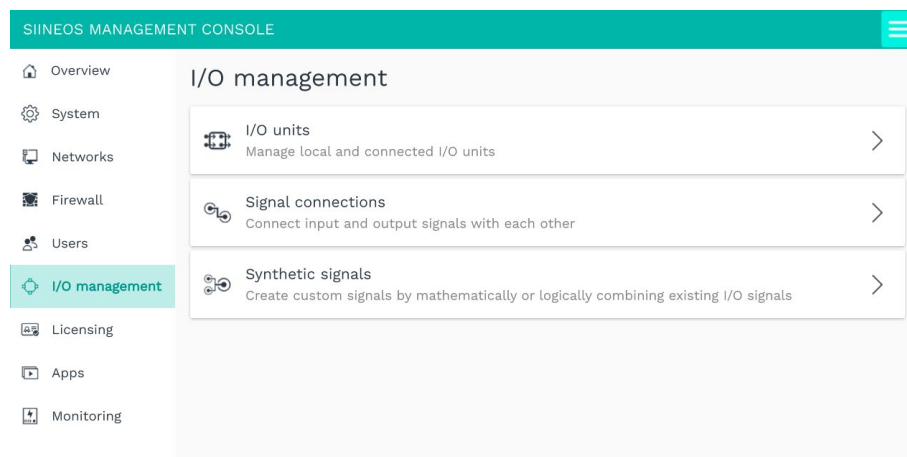 SIINEOS MANAGEMENT CONSOLE
Overview
System
Networks
Firewall
Users
I/O management
Licensing
Apps
Monitoring
I/O management
I/O units
Manage local and connected I/O units
Signal connections
Connect input and output signals with each other
Synthetic signals
Create custom signals by mathematically or logically combining existing I/O signals